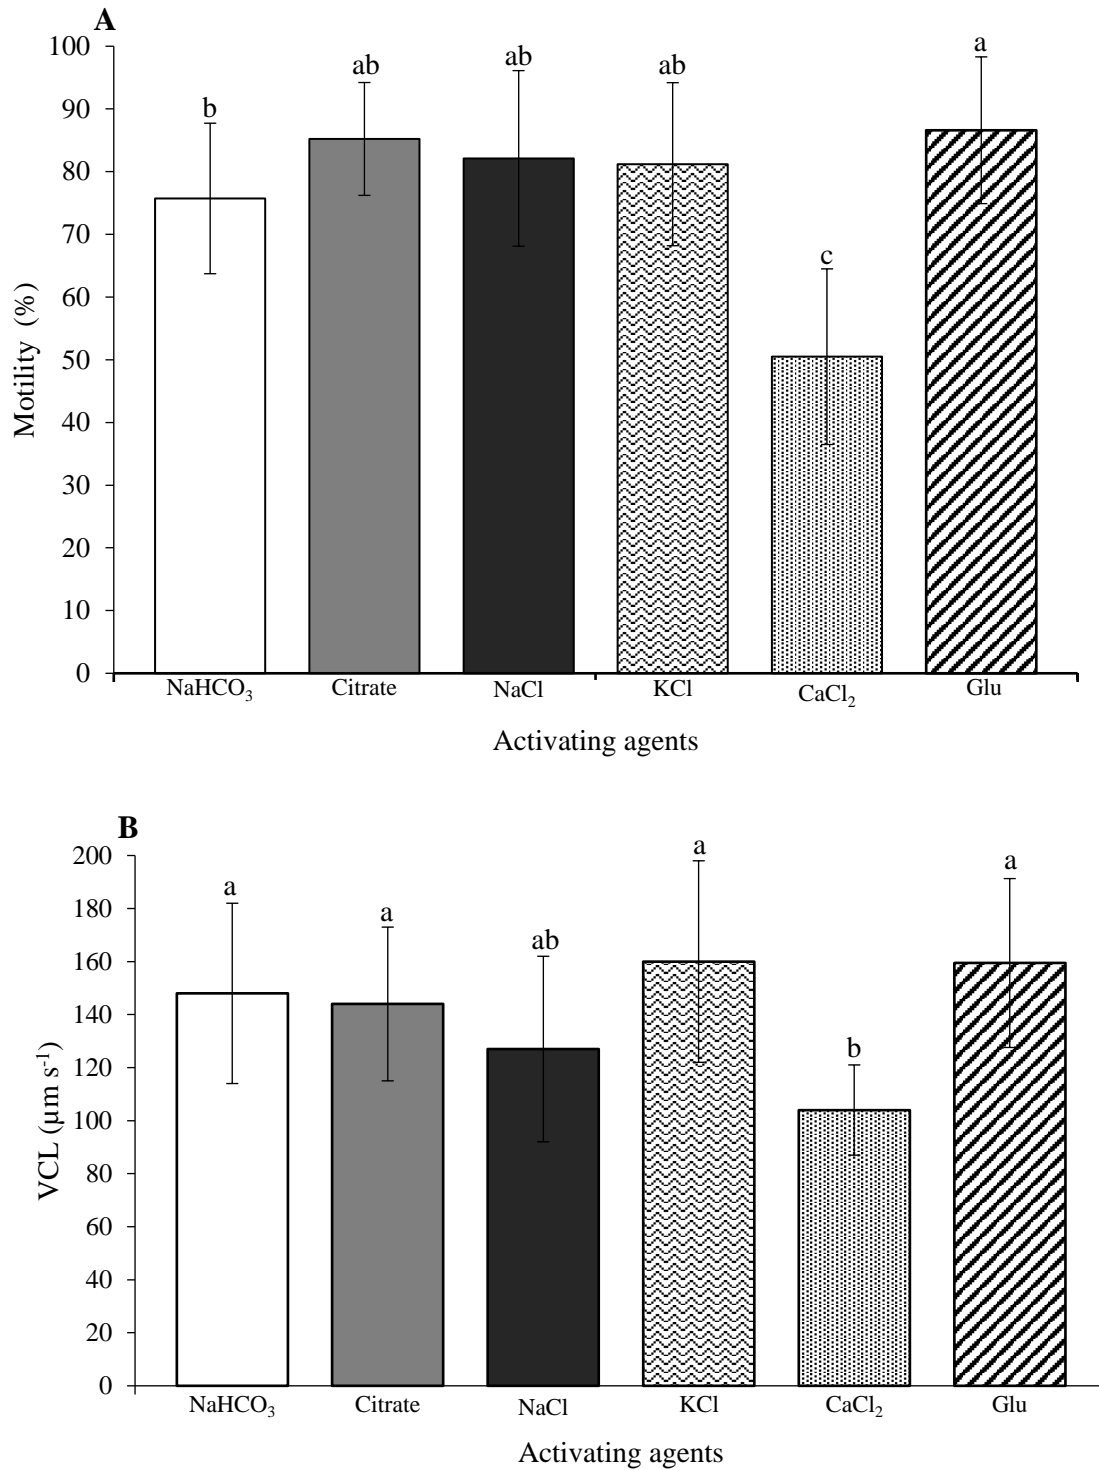 A
100
90
80
70
60
50
40
30
20
10
0
Motility (%)
b
ab
ab
ab
c
a
NaHCO₃
Citrate
NaCl
KCl
CaCl₂
Glu
Activating agents
B
200
180
160
140
120
100
80
60
40
20
0
VCL (µm s⁻¹)
a
a
ab
a
b
a
NaHCO₃
Citrate
NaCl
KCl
CaCl₂
Glu
Activating agents